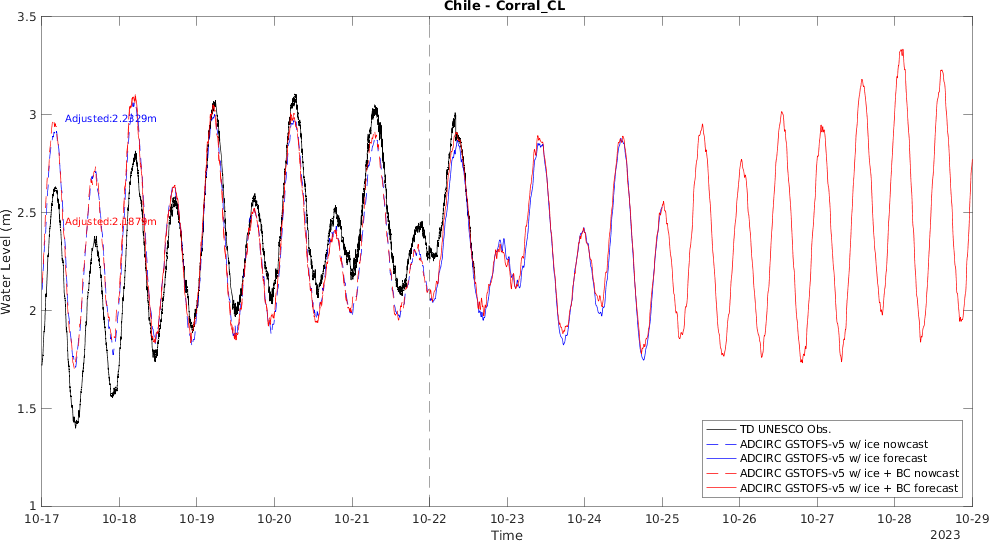 Chile - Corral_CL
3.5
3
2.5
2
1.5
1
Water Level (m)
Adjusted:2.2329m
Adjusted:2.1879m
TD UNESCO Obs.
ADCIRC GSTOFS-v5 w/ ice nowcast
ADCIRC GSTOFS-v5 w/ ice forecast
ADCIRC GSTOFS-v5 w/ ice + BC nowcast
ADCIRC GSTOFS-v5 w/ ice + BC forecast
10-17 10-18 10-19 10-20 10-21 10-22 10-23 10-24 10-25 10-26 10-27 10-28 10-29
Time
2023